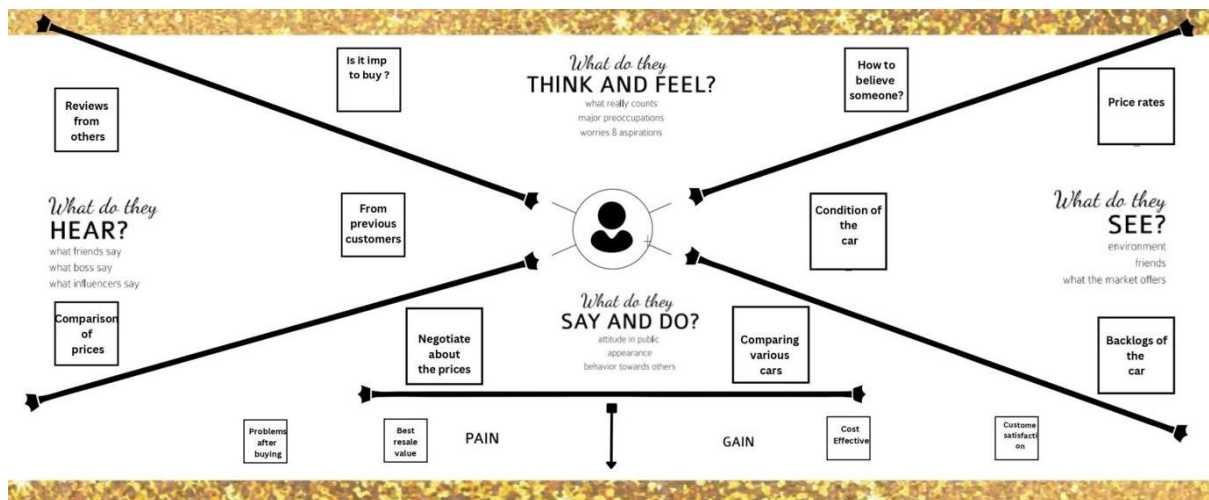 What do they
THINK AND FEEL?
what really counts
major preoccupations
worries & aspirations
Is it imp
to buy ?
How to
believe
someone?
Reviews
from
others
What do they
HEAR?
what friends say
what boss say
what influencers say
From
previous
customers
Comparison
of
prices
Price rates
Condition of
the
car
What do they
SEE?
environment
friends
what the market offers
Backlogs of
the
car
What do they
SAY AND DO?
attitude in public
appearance
behavior towards others
Negotiate
about
the prices
Comparing
various
cars
Problems
after
buying
Best
resale
value
PAIN
GAIN
Cost
Effective
Custome
satisfacti
on